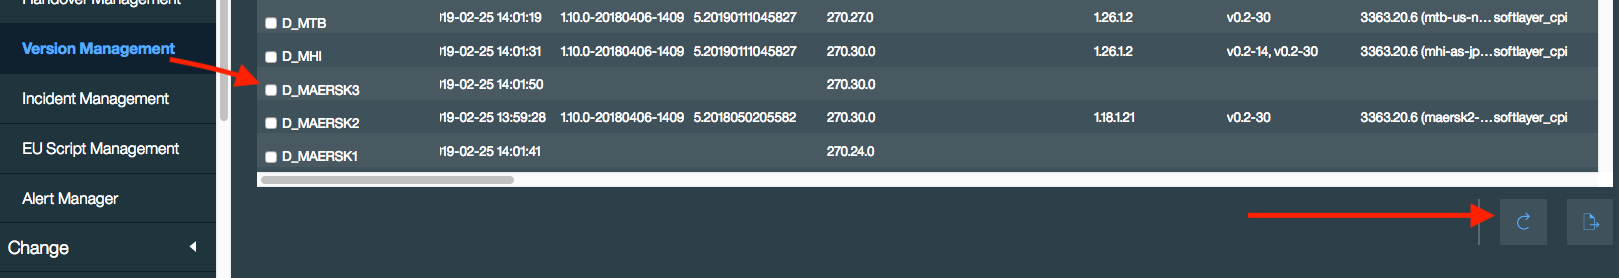 Handover Management
Version Management
Incident Management
EU Script Management
Alert Manager
Change
D_MTB 19-02-25 14:01:19 1.10.0-20180406-1409 5.20190111045827 270.27.0 1.26.1.2 v0.2-30 3363.20.6 (mtb-us-n... softlayer_cpi
D_MHI 19-02-25 14:01:31 1.10.0-20180406-1409 5.20190111045827 270.30.0 1.26.1.2 v0.2-14, v0.2-30 3363.20.6 (mhi-as-jp... softlayer_cpi
D_MAERSK3 19-02-25 14:01:50 270.30.0
D_MAERSK2 19-02-25 13:59:28 1.10.0-20180406-1409 5.2018050205582 270.30.0 1.18.1.21 v0.2-30 3363.20.6 (maersk2-... softlayer_cpi
D_MAERSK1 19-02-25 14:01:41 270.24.0